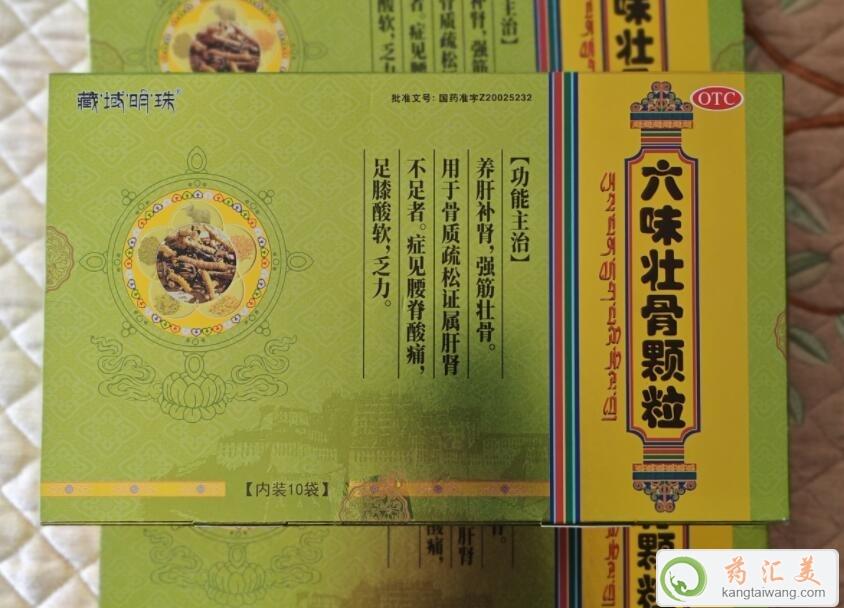 藏域明珠
批准文号：国药准字Z20025232
OTC
六味壮骨颗粒
【功能主治】
养肝补肾，强筋壮骨。
用于骨质疏松证属肝肾
不足者。症见腰脊酸痛，
足膝酸软，乏力。
【内装10袋】
药汇美
kangtaiwang.com